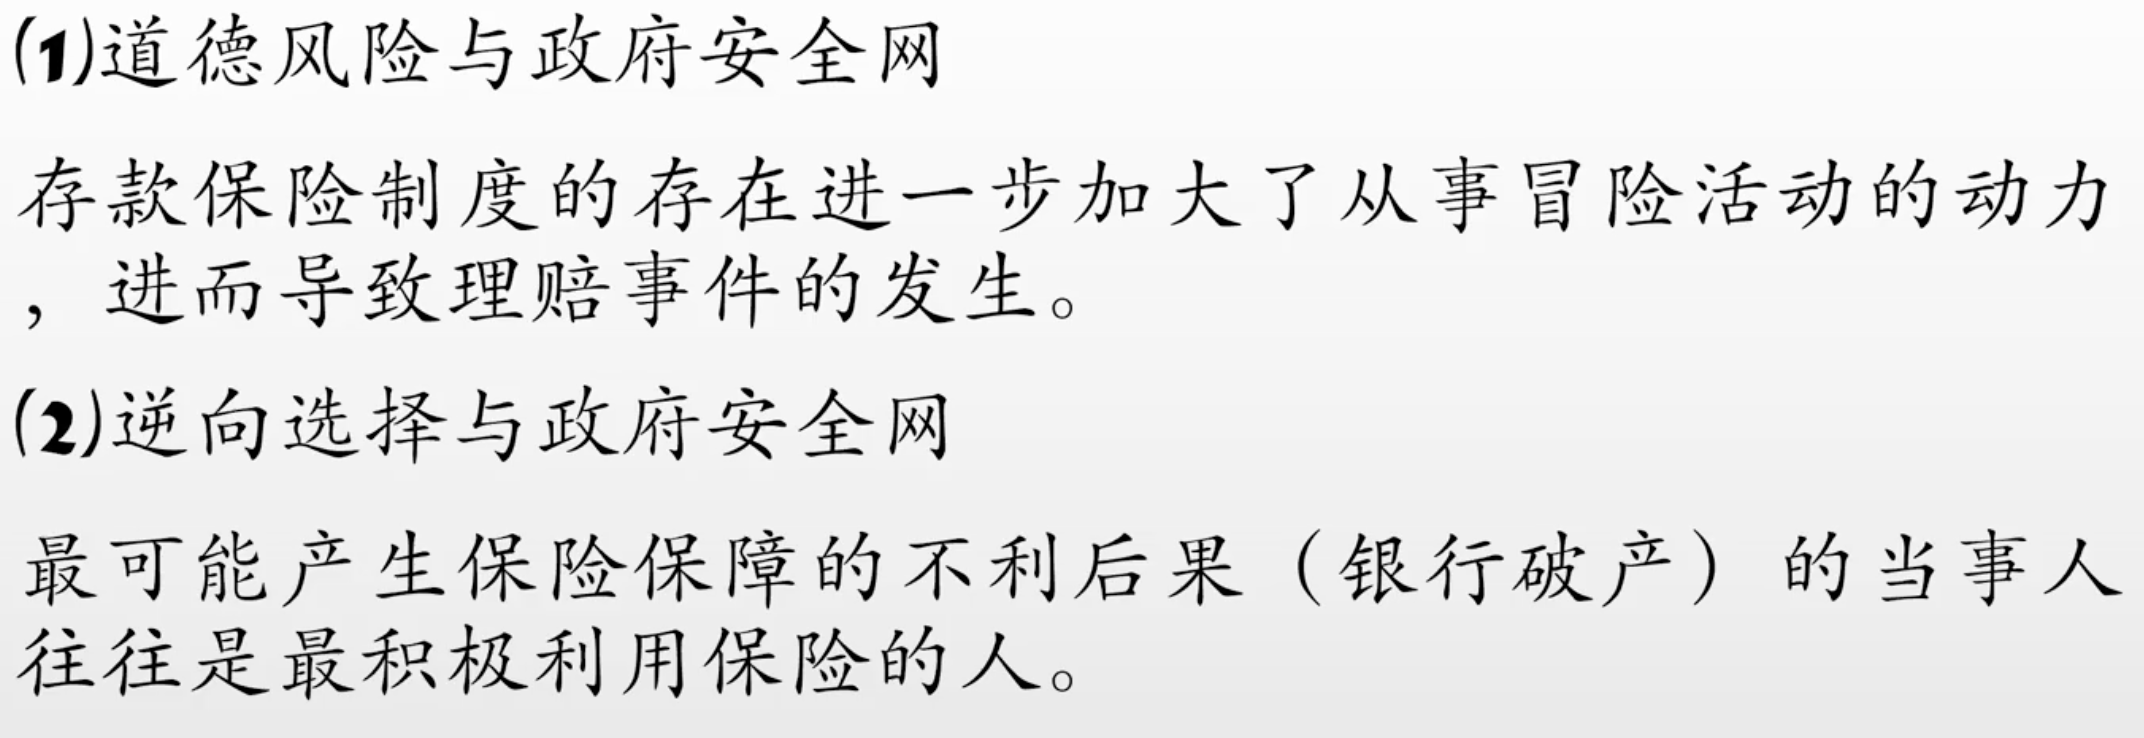 (1)道德风险与政府安全网
存款保险制度的存在进一步加大了从事冒险活动的动力
，进而导致理赔事件的发生。
(2)逆向选择与政府安全网
最可能产生保险保障的不利后果（银行破产）的当事人
往往是最积极利用保险的人。